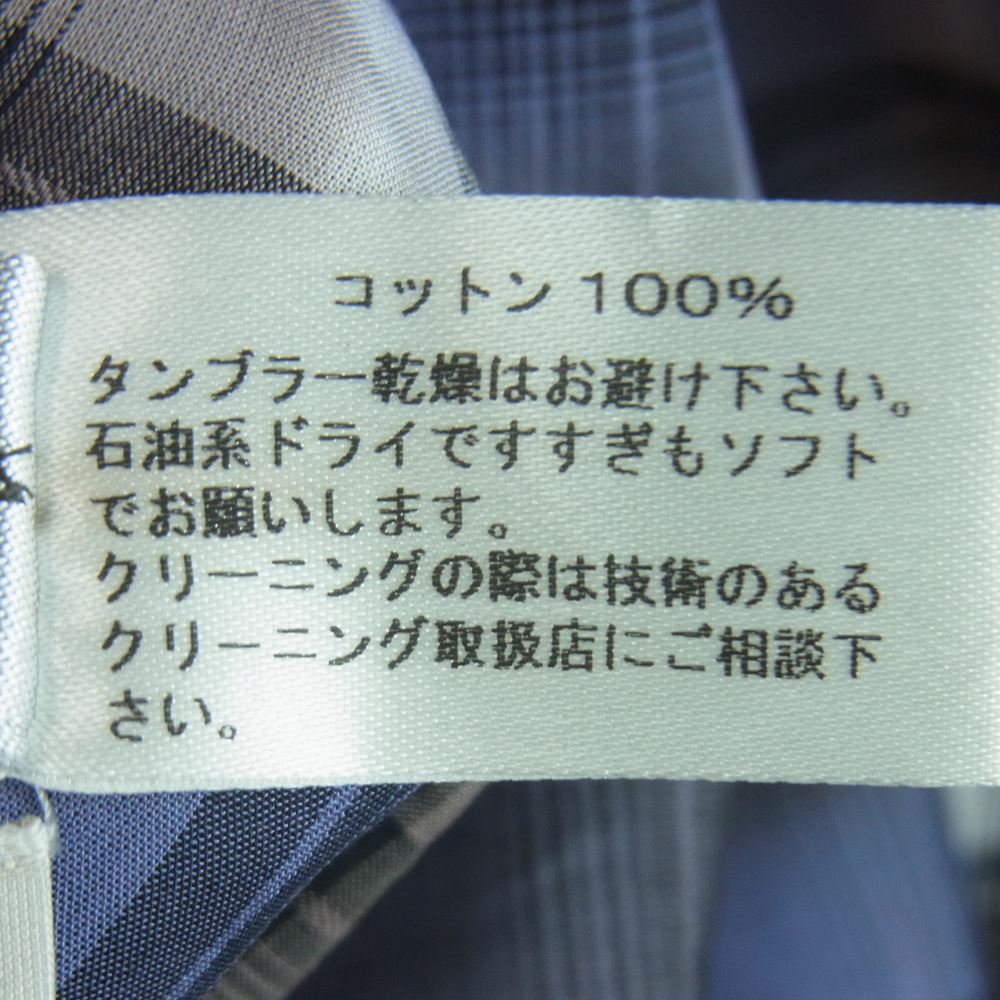 コットン100%
タンブラー乾燥はお避け下さい。
石油系ドライですすぎもソフト
でお願いします。
クリーニングの際は技術のある
クリーニング取扱店にご相談下
さい。